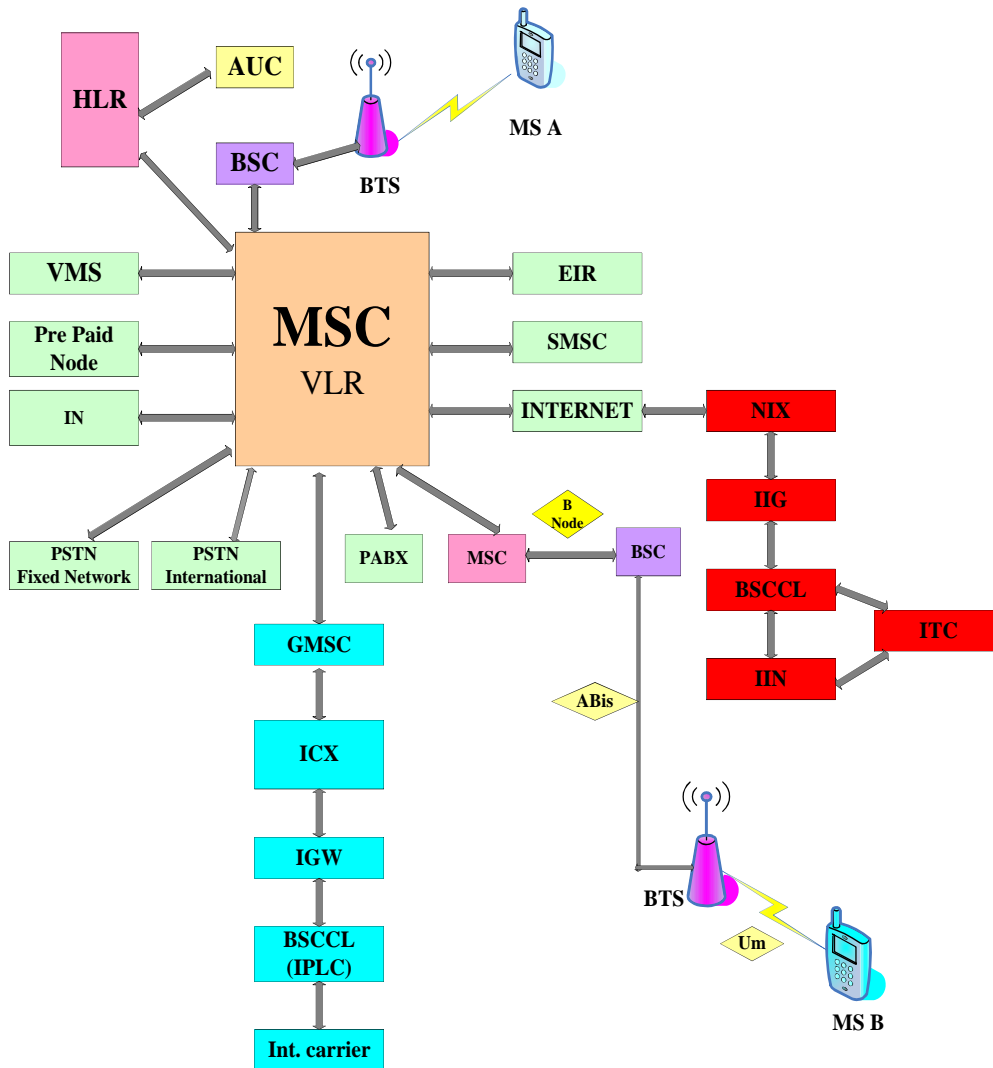 HLR
AUC
MS A
BSC
BTS
VMS
EIR
MSC
VLR
Pre Paid
Node
SMSC
IN
INTERNET
NIX
IIG
B
Node
PSTN
Fixed Network
PSTN
International
PABX
MSC
BSC
BSCCL
ITC
GMSC
IIN
ABis
ICX
IGW
BTS
Um
BSCCL
(IPLC)
MS B
Int. carrier